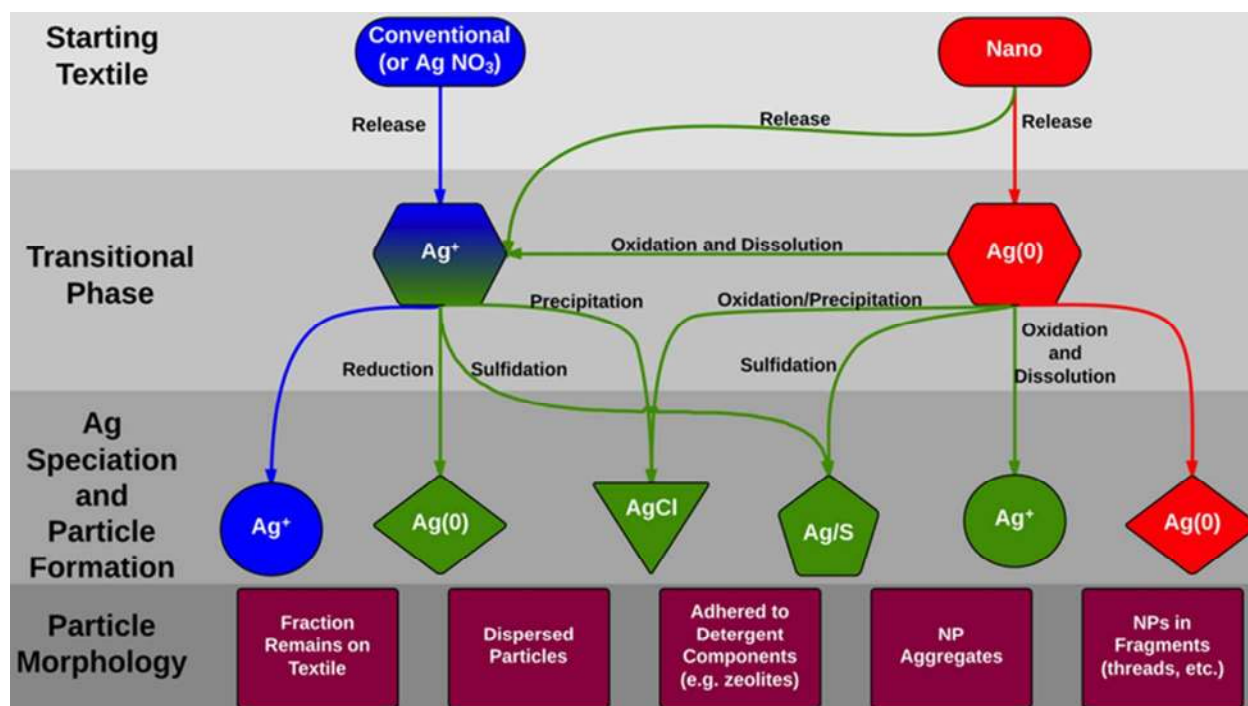 Starting
Textile
Conventional
(or Ag NO₃)
Nano
Release
Release
Release
Transitional
Phase
Ag⁺
Oxidation and Dissolution
Ag(0)
Precipitation
Oxidation/Precipitation
Reduction
Sulfidation
Sulfidation
Oxidation
and
Dissolution
Ag
Speciation
and
Particle
Formation
Ag⁺
Ag(0)
AgCl
Ag/S
Ag⁺
Ag(0)
Particle
Morphology
Fraction
Remains on
Textile
Dispersed
Particles
Adhered to
Detergent
Components
(e.g. zeolites)
NP
Aggregates
NPs in
Fragments
(threads, etc.)